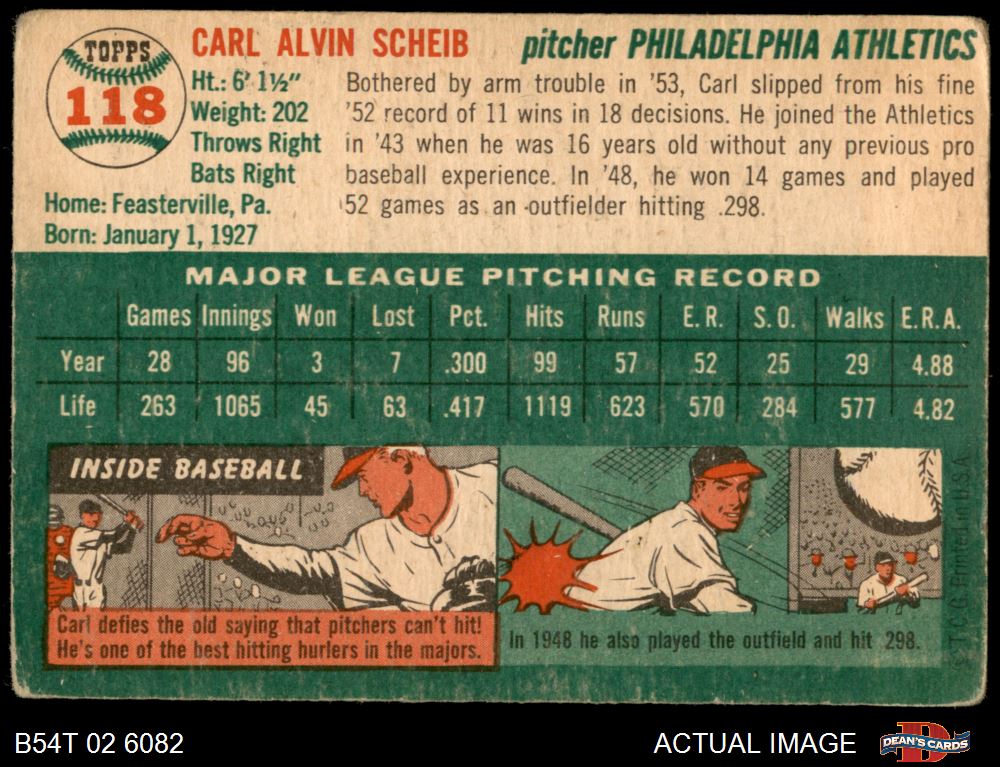 TOPPS
118
CARL ALVIN SCHEIB
pitcher PHILADELPHIA ATHLETICS
Ht.: 6' 1½"
Weight: 202
Throws Right
Bats Right
Home: Feasterville, Pa.
Born: January 1, 1927
Bothered by arm trouble in '53, Carl slipped from his fine
'52 record of 11 wins in 18 decisions. He joined the Athletics
in '43 when he was 16 years old without any previous pro
baseball experience. In '48, he won 14 games and played
52 games as an outfielder hitting .298.
MAJOR LEAGUE PITCHING RECORD
Games Innings Won Lost Pct. Hits Runs E. R. S. O. Walks E.R.A.
Year 28 96 3 7 .300 99 57 52 25 29 4.88
Life 263 1065 45 63 .417 1119 623 570 284 577 4.82
INSIDE BASEBALL
Carl defies the old saying that pitchers can't hit!
He's one of the best hitting hurlers in the majors.
In 1948 he also played the outfield and hit 298.
© T.C.G. Printed in U.S.A.
B54T 02 6082
ACTUAL IMAGE
DEAN'S CARDS